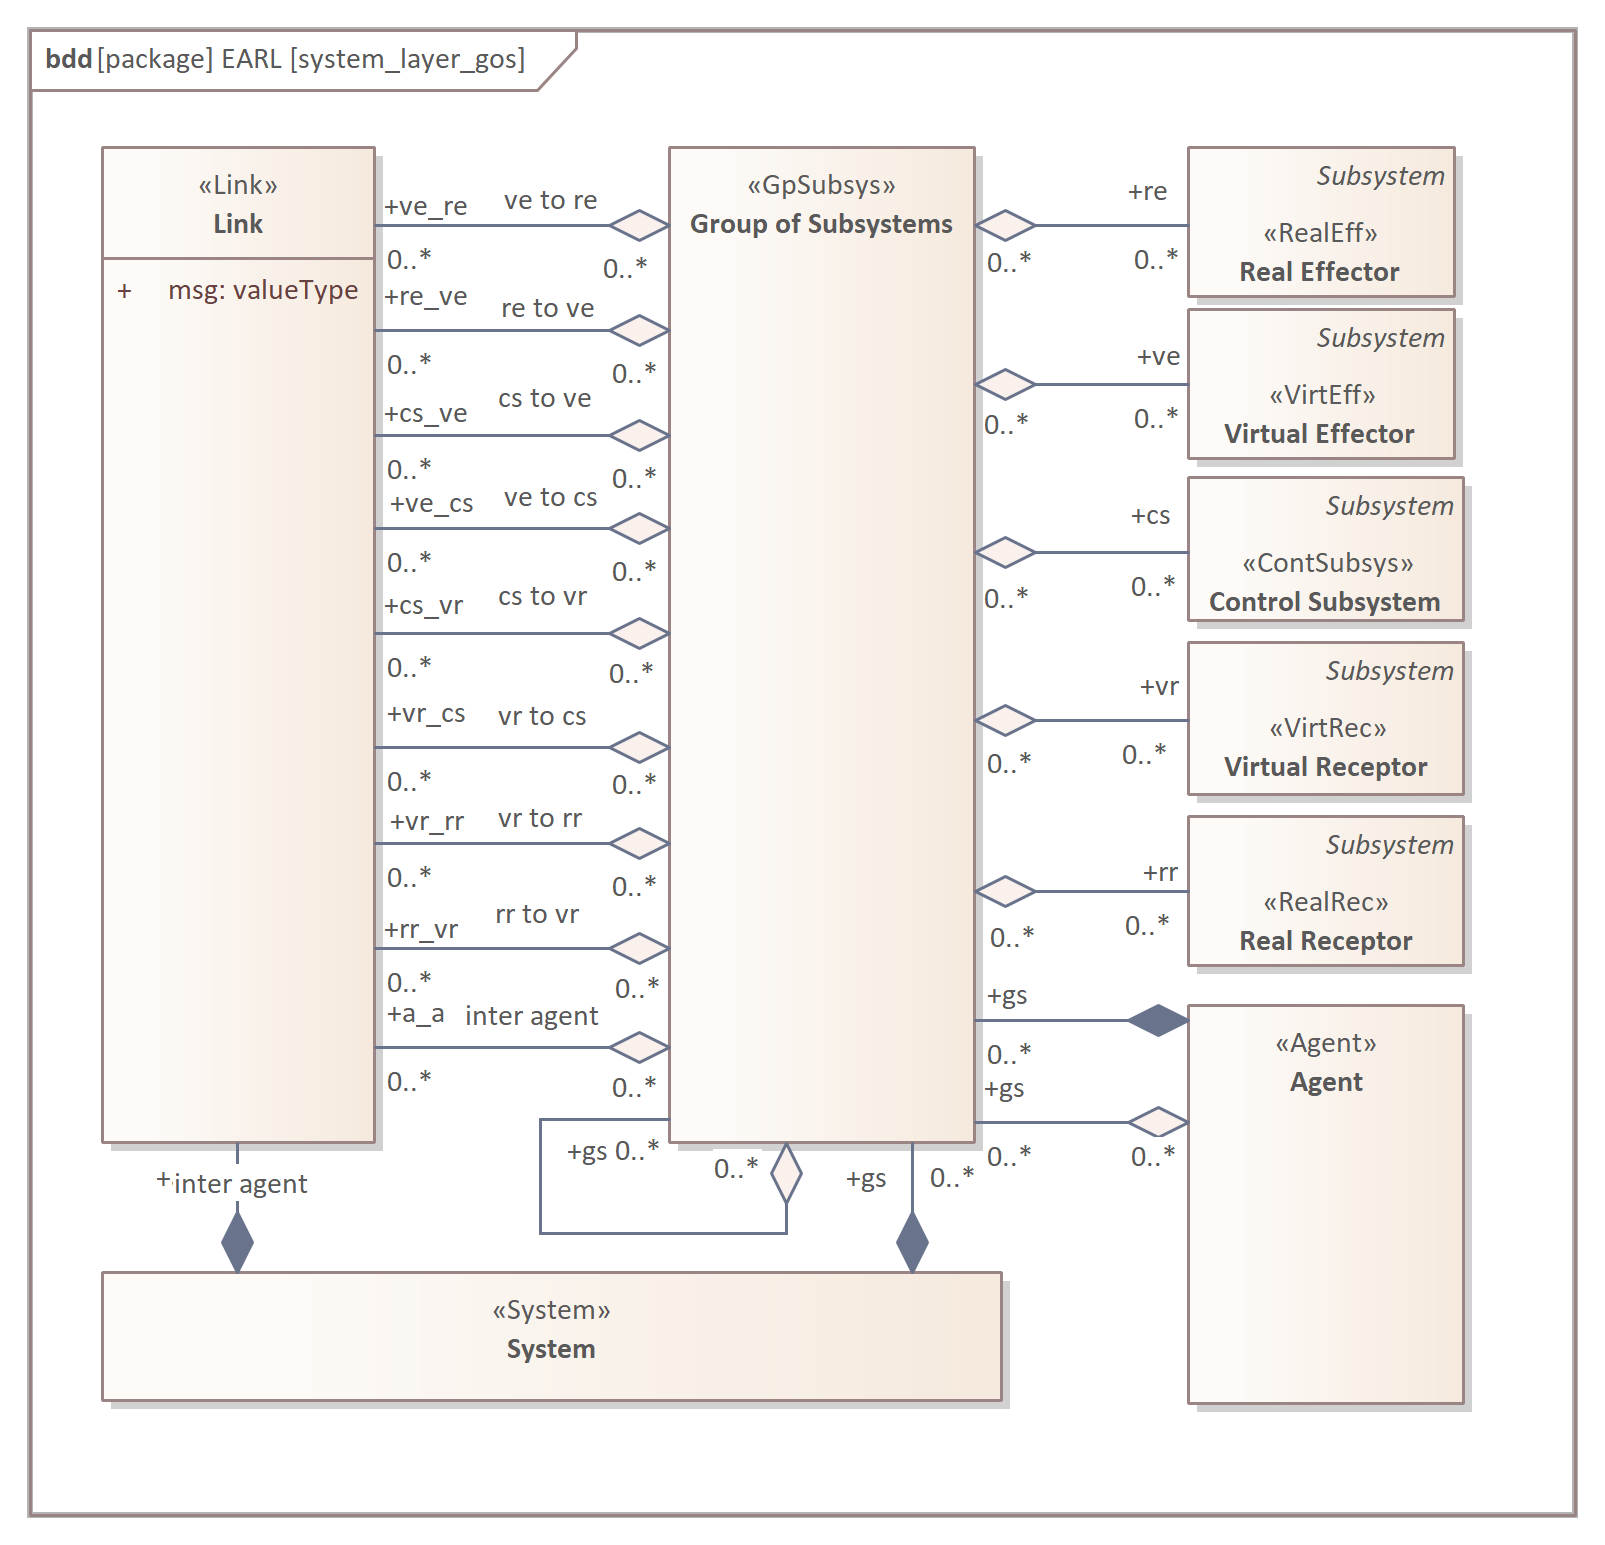 bdd [package] EARL [system_layer_gos]
«Link»
Link
+ msg: valueType
«GpSubsys»
Group of Subsystems
+ve_re ve to re
0..* 0..*
+re_ve re to ve
0..* 0..*
+cs_ve cs to ve
0..* 0..*
+ve_cs ve to cs
0..* 0..*
+cs_vr cs to vr
0..* 0..*
+vr_cs vr to cs
0..* 0..*
+vr_rr vr to rr
0..* 0..*
+rr_vr rr to vr
0..* 0..*
+a_a inter agent
0..* 0..*
+re
0..* 0..*
Subsystem
«RealEff»
Real Effector
+ve
0..* 0..*
Subsystem
«VirtEff»
Virtual Effector
+cs
0..* 0..*
Subsystem
«ContSubsys»
Control Subsystem
+vr
0..* 0..*
Subsystem
«VirtRec»
Virtual Receptor
+rr
0..* 0..*
Subsystem
«RealRec»
Real Receptor
+gs
0..*
+gs
0..* 0..*
«Agent»
Agent
+gs 0..*
0..*
+gs 0..*
+ inter agent
«System»
System